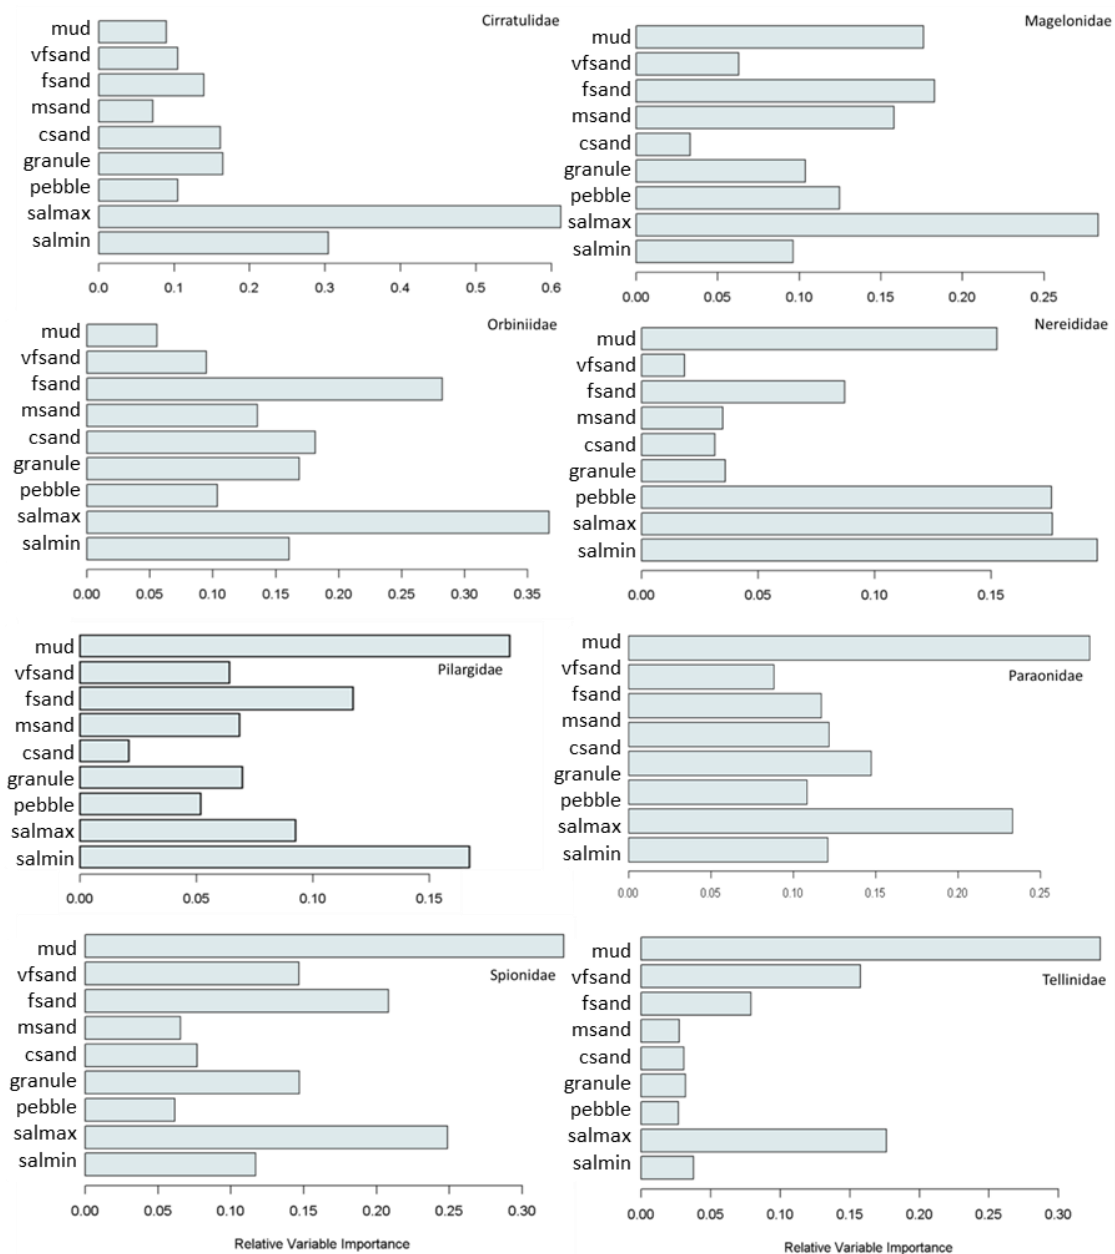 Cirratulidae
mud
vfsand
fsand
msand
csand
granule
pebble
salmax
salmin
0.0 0.1 0.2 0.3 0.4 0.5 0.6
Magelonidae
mud
vfsand
fsand
msand
csand
granule
pebble
salmax
salmin
0.00 0.05 0.10 0.15 0.20 0.25
Orbiniidae
mud
vfsand
fsand
msand
csand
granule
pebble
salmax
salmin
0.00 0.05 0.10 0.15 0.20 0.25 0.30 0.35
Nereididae
mud
vfsand
fsand
msand
csand
granule
pebble
salmax
salmin
0.00 0.05 0.10 0.15
mud
Pilargidae
vfsand
fsand
msand
csand
granule
pebble
salmax
salmin
0.00 0.05 0.10 0.15
mud
Paraonidae
vfsand
fsand
msand
csand
granule
pebble
salmax
salmin
0.00 0.05 0.10 0.15 0.20 0.25
mud
Spionidae
vfsand
fsand
msand
csand
granule
pebble
salmax
salmin
0.00 0.05 0.10 0.15 0.20 0.25 0.30
Relative Variable Importance
mud
Tellinidae
vfsand
fsand
msand
csand
granule
pebble
salmax
salmin
0.00 0.05 0.10 0.15 0.20 0.25 0.30
Relative Variable Importance